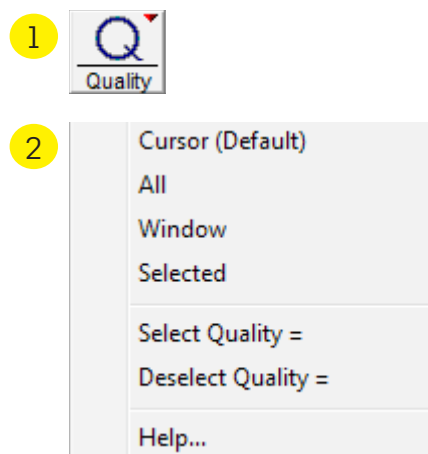 1
Q
Quality
2
Cursor (Default)
All
Window
Selected
Select Quality =
Deselect Quality =
Help...